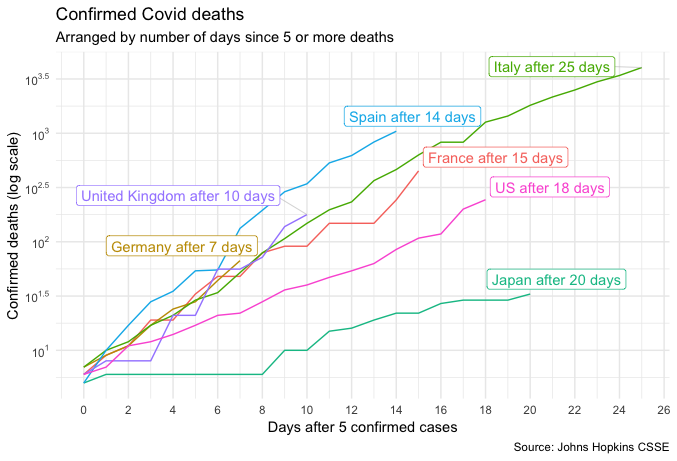 Confirmed Covid deaths
Arranged by number of days since 5 or more deaths
Italy after 25 days
Spain after 14 days
France after 15 days
US after 18 days
United Kingdom after 10 days
Germany after 7 days
Japan after 20 days
10^3.5
10^3
10^2.5
10^2
10^1.5
10^1
Confirmed deaths (log scale)
0 2 4 6 8 10 12 14 16 18 20 22 24 26
Days after 5 confirmed cases
Source: Johns Hopkins CSSE